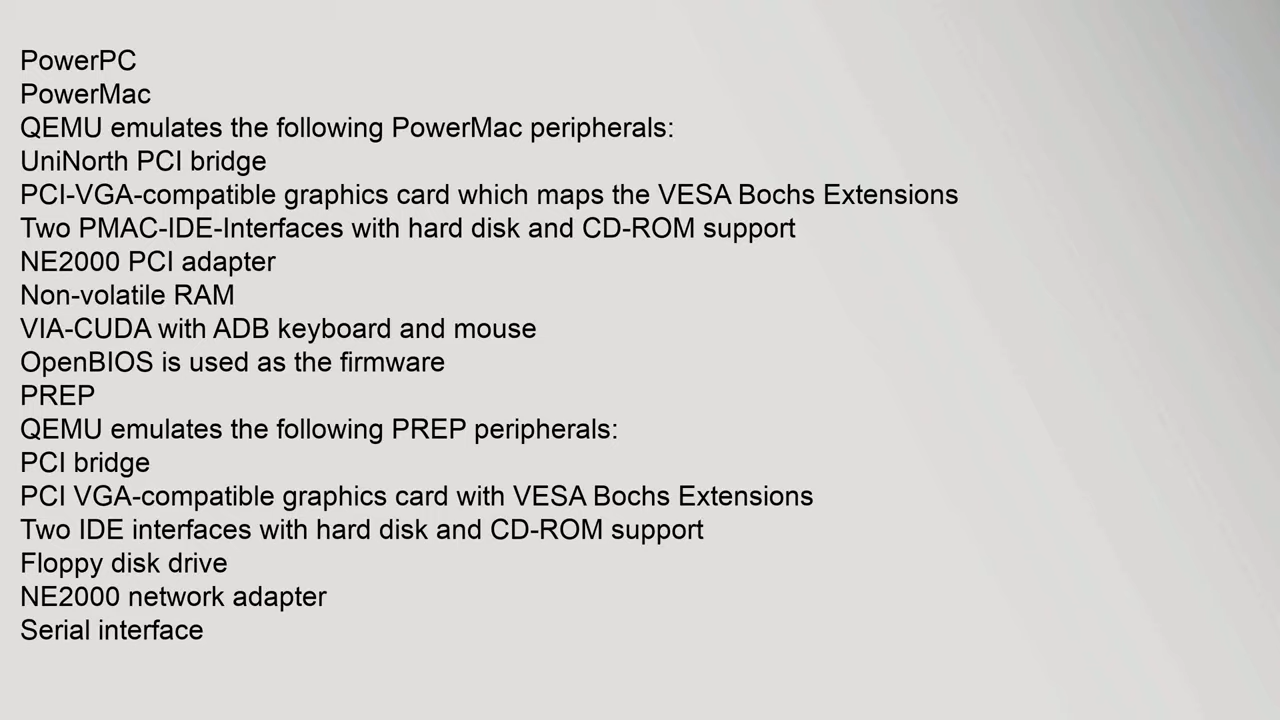 PowerPC
PowerMac
QEMU emulates the following PowerMac peripherals:
UniNorth PCI bridge
PCI-VGA-compatible graphics card which maps the VESA Bochs Extensions
Two PMAC-IDE-Interfaces with hard disk and CD-ROM support
NE2000 PCI adapter
Non-volatile RAM
VIA-CUDA with ADB keyboard and mouse
OpenBIOS is used as the firmware
PREP
QEMU emulates the following PREP peripherals:
PCI bridge
PCI VGA-compatible graphics card with VESA Bochs Extensions
Two IDE interfaces with hard disk and CD-ROM support
Floppy disk drive
NE2000 network adapter
Serial interface